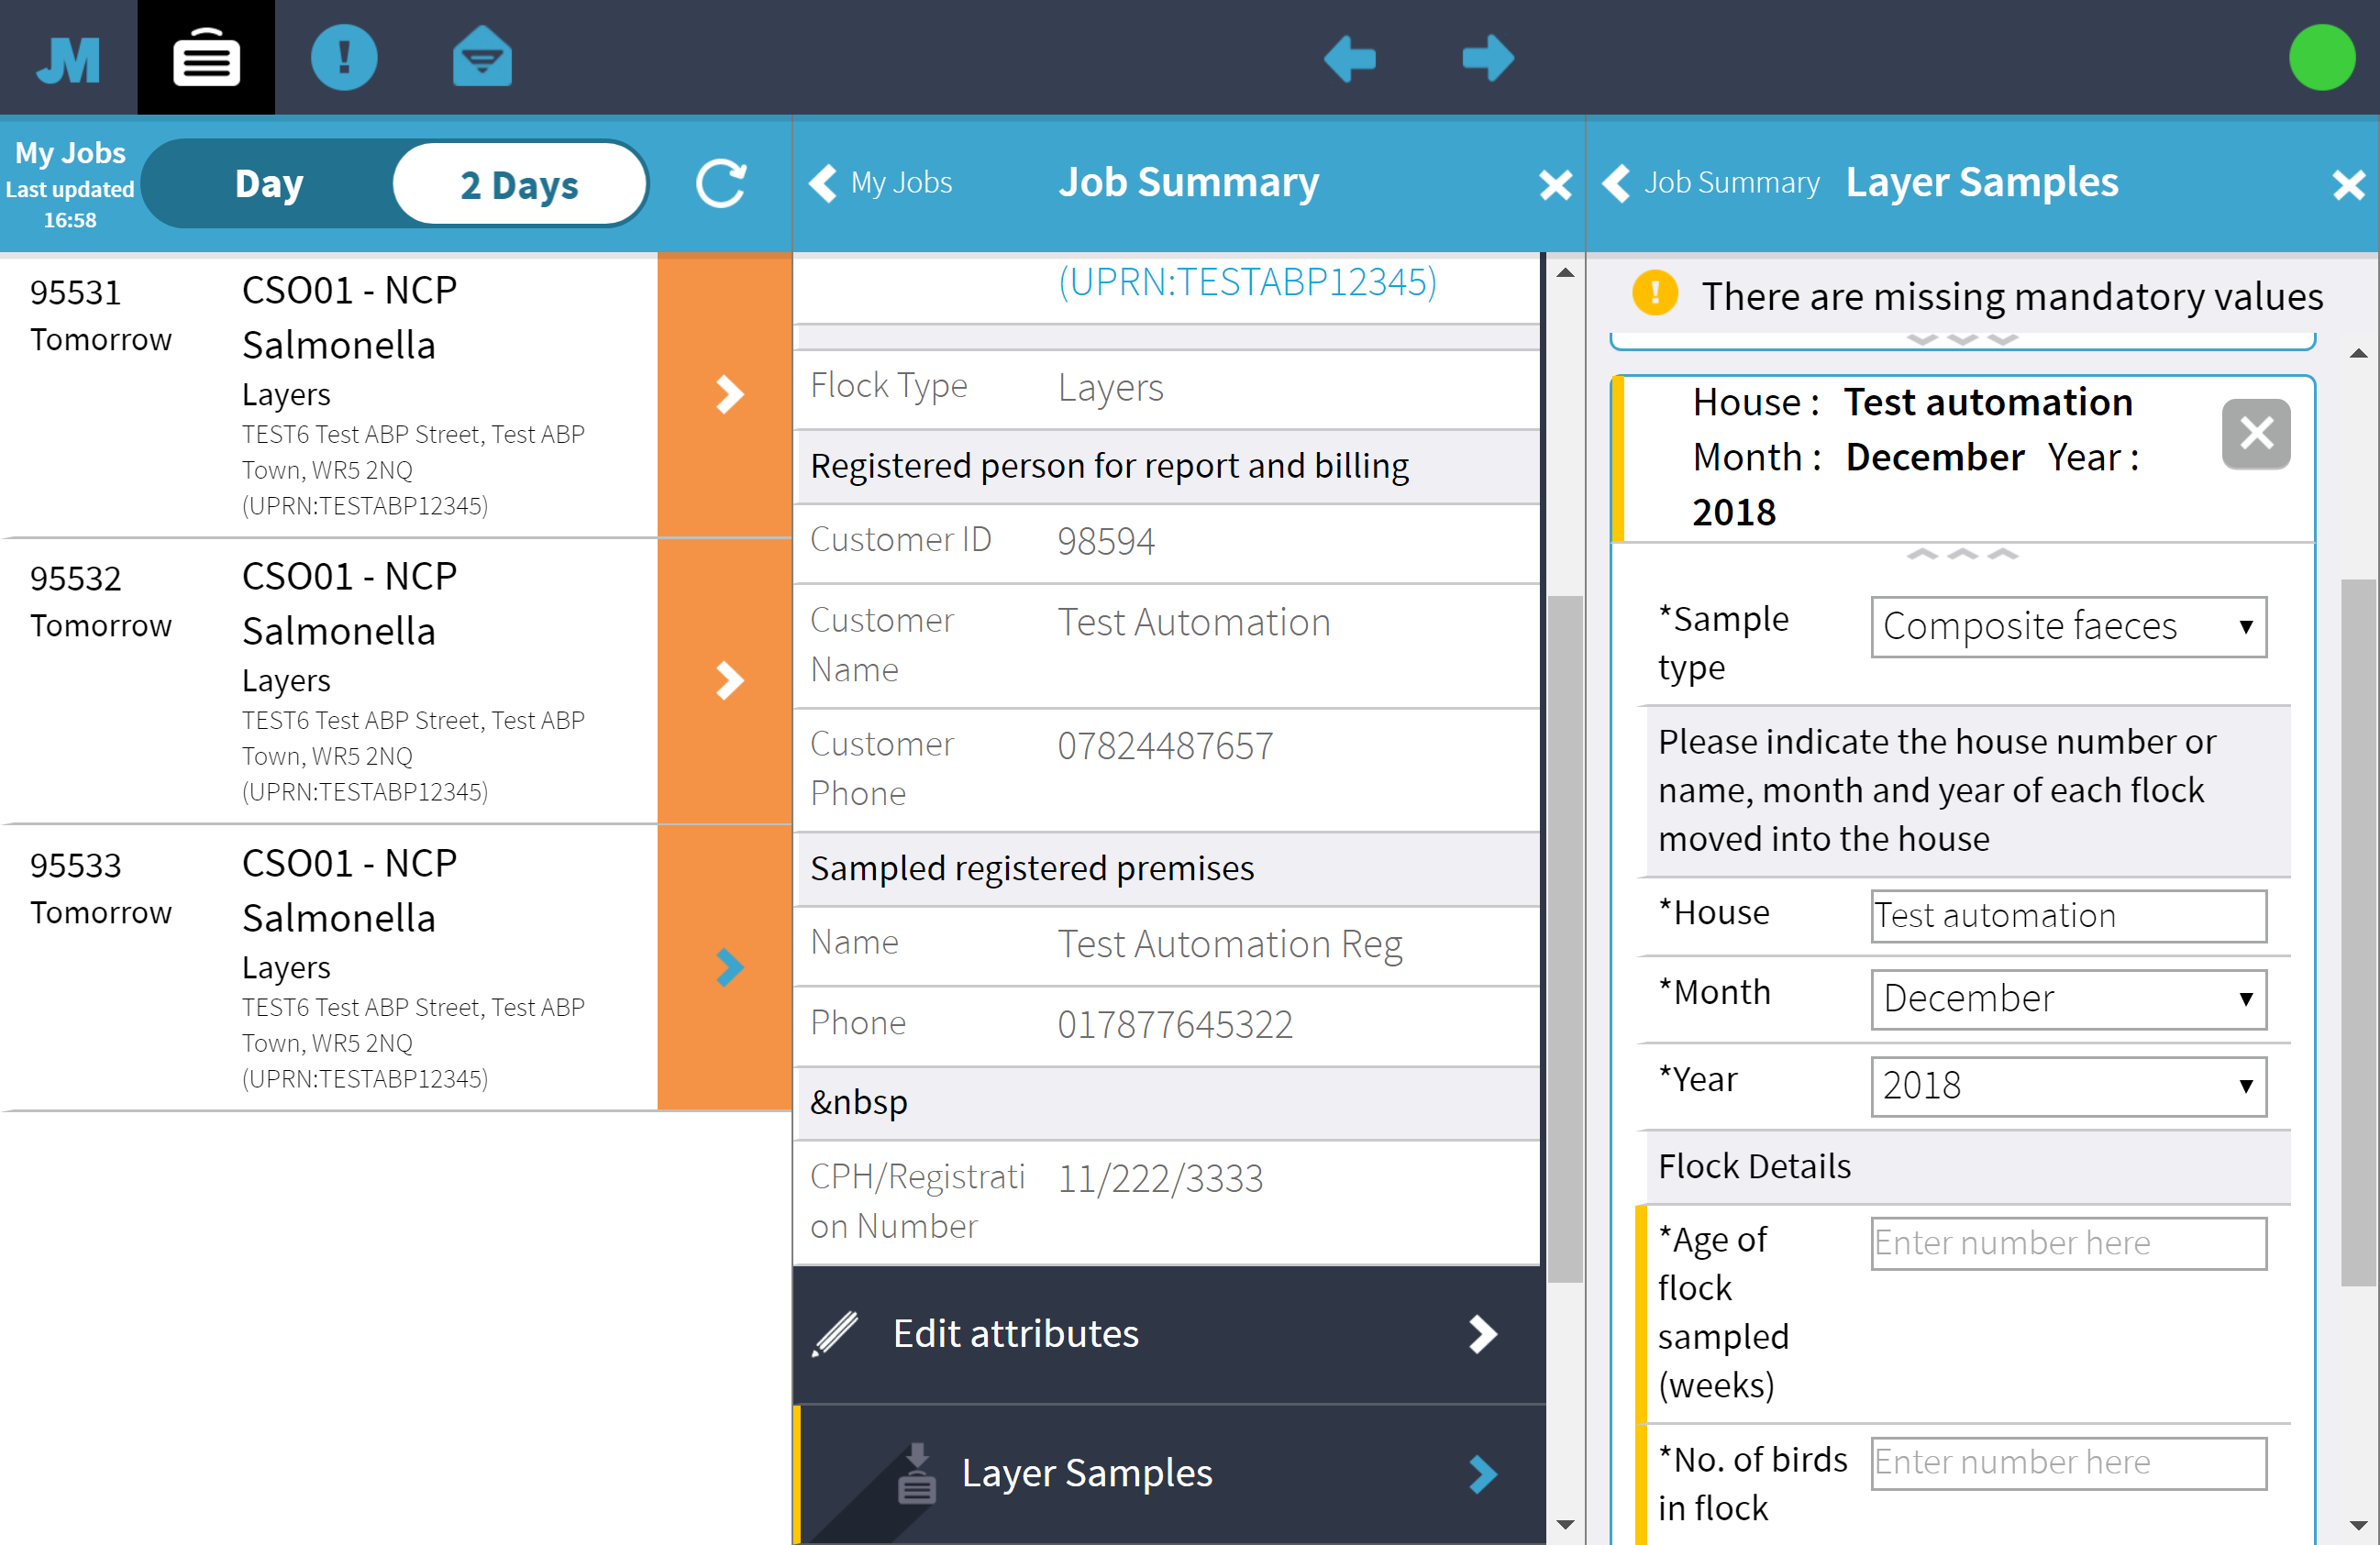 JM
My Jobs
Last updated
16:58
Day
2 Days
My Jobs
Job Summary
Job Summary
Layer Samples
95531
Tomorrow
CSO01 - NCP
Salmonella
Layers
TEST6 Test ABP Street, Test ABP
Town, WR5 2NQ
(UPRN:TESTABP12345)
95532
Tomorrow
CSO01 - NCP
Salmonella
Layers
TEST6 Test ABP Street, Test ABP
Town, WR5 2NQ
(UPRN:TESTABP12345)
95533
Tomorrow
CSO01 - NCP
Salmonella
Layers
TEST6 Test ABP Street, Test ABP
Town, WR5 2NQ
(UPRN:TESTABP12345)
(UPRN:TESTABP12345)
Flock Type Layers
Registered person for report and billing
Customer ID 98594
Customer Test Automation
Name
Customer 07824487657
Phone
Sampled registered premises
Name Test Automation Reg
Phone 017877645322
&nbsp
CPH/Registrati 11/222/3333
on Number
Edit attributes
Layer Samples
There are missing mandatory values
House : Test automation
Month : December Year :
2018
*Sample Composite faeces
type
Please indicate the house number or
name, month and year of each flock
moved into the house
*House Test automation
*Month December
*Year 2018
Flock Details
*Age of Enter number here
flock
sampled
(weeks)
*No. of birds Enter number here
in flock